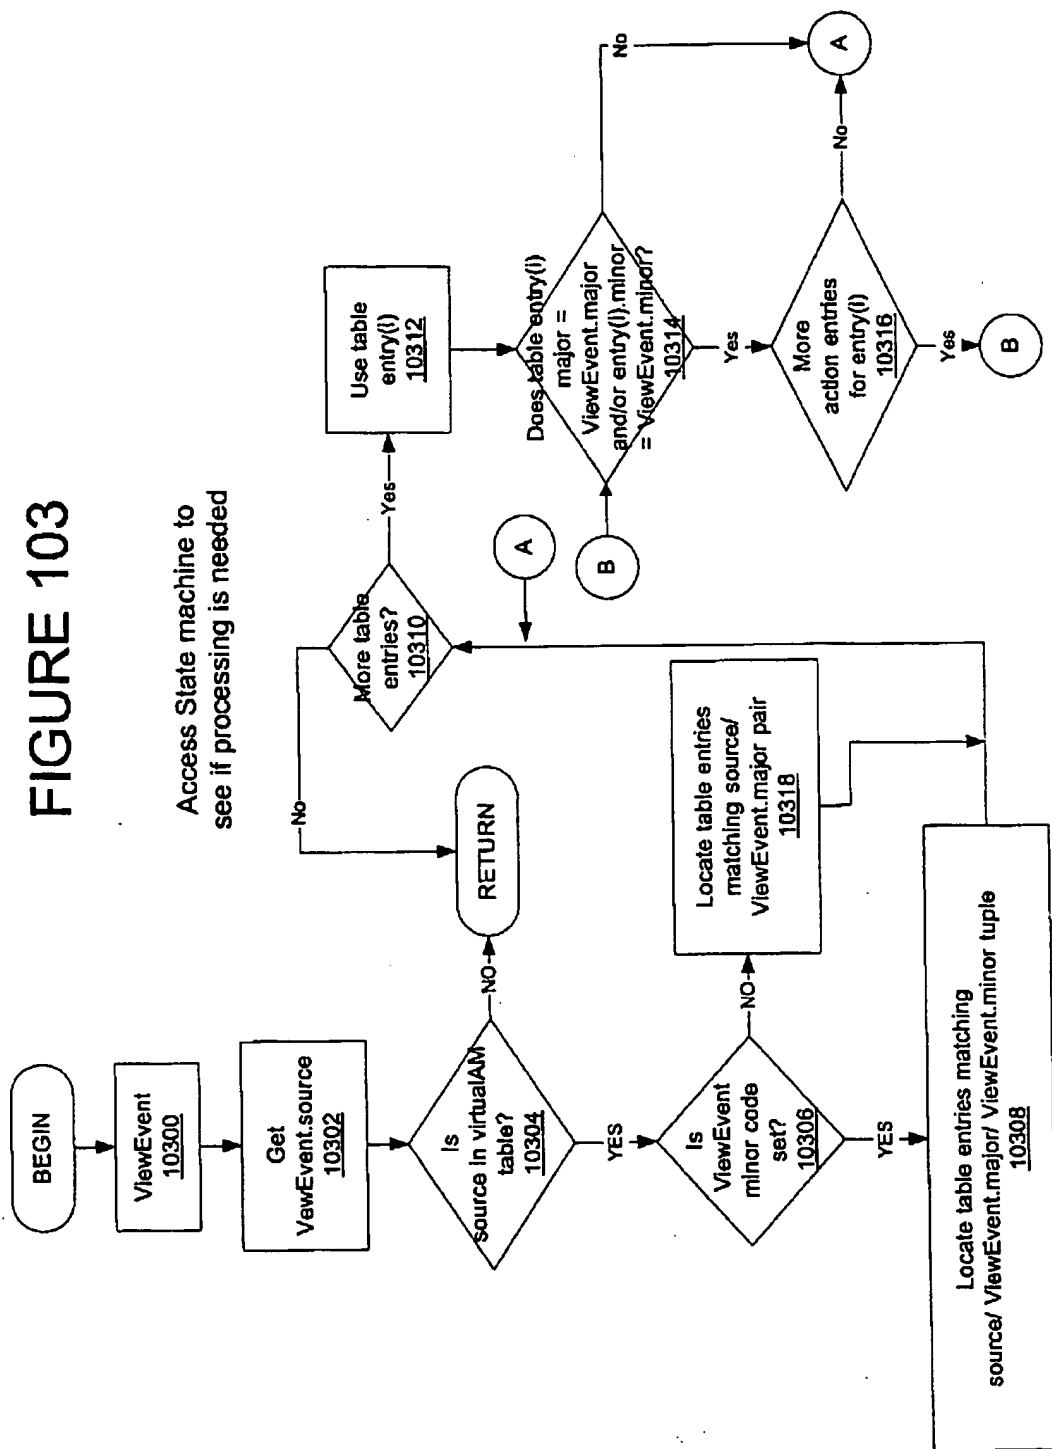 FIGURE 103
Access State machine to
see if processing is needed
BEGIN
ViewEvent
10300
Get
VewEvent.source
10302
Is
source in virtualAM
table?
10304
NO
RETURN
YES
Is
ViewEvent
minor code
set?
10306
NO
Locate table entries
matching source/
ViewEvent.major pair
10318
YES
Locate table entries matching
source/ ViewEvent.major/ ViewEvent.minor tuple
10308
More table
entries?
10310
No
Yes
Use table
entry(i)
10312
A
B
Does table entry(i)
major =
ViewEvent.major
and/or entry(i).minor
= ViewEvent.minor?
10314
No
A
Yes
More
action entries
for entry(i)
10316
No
Yes
B